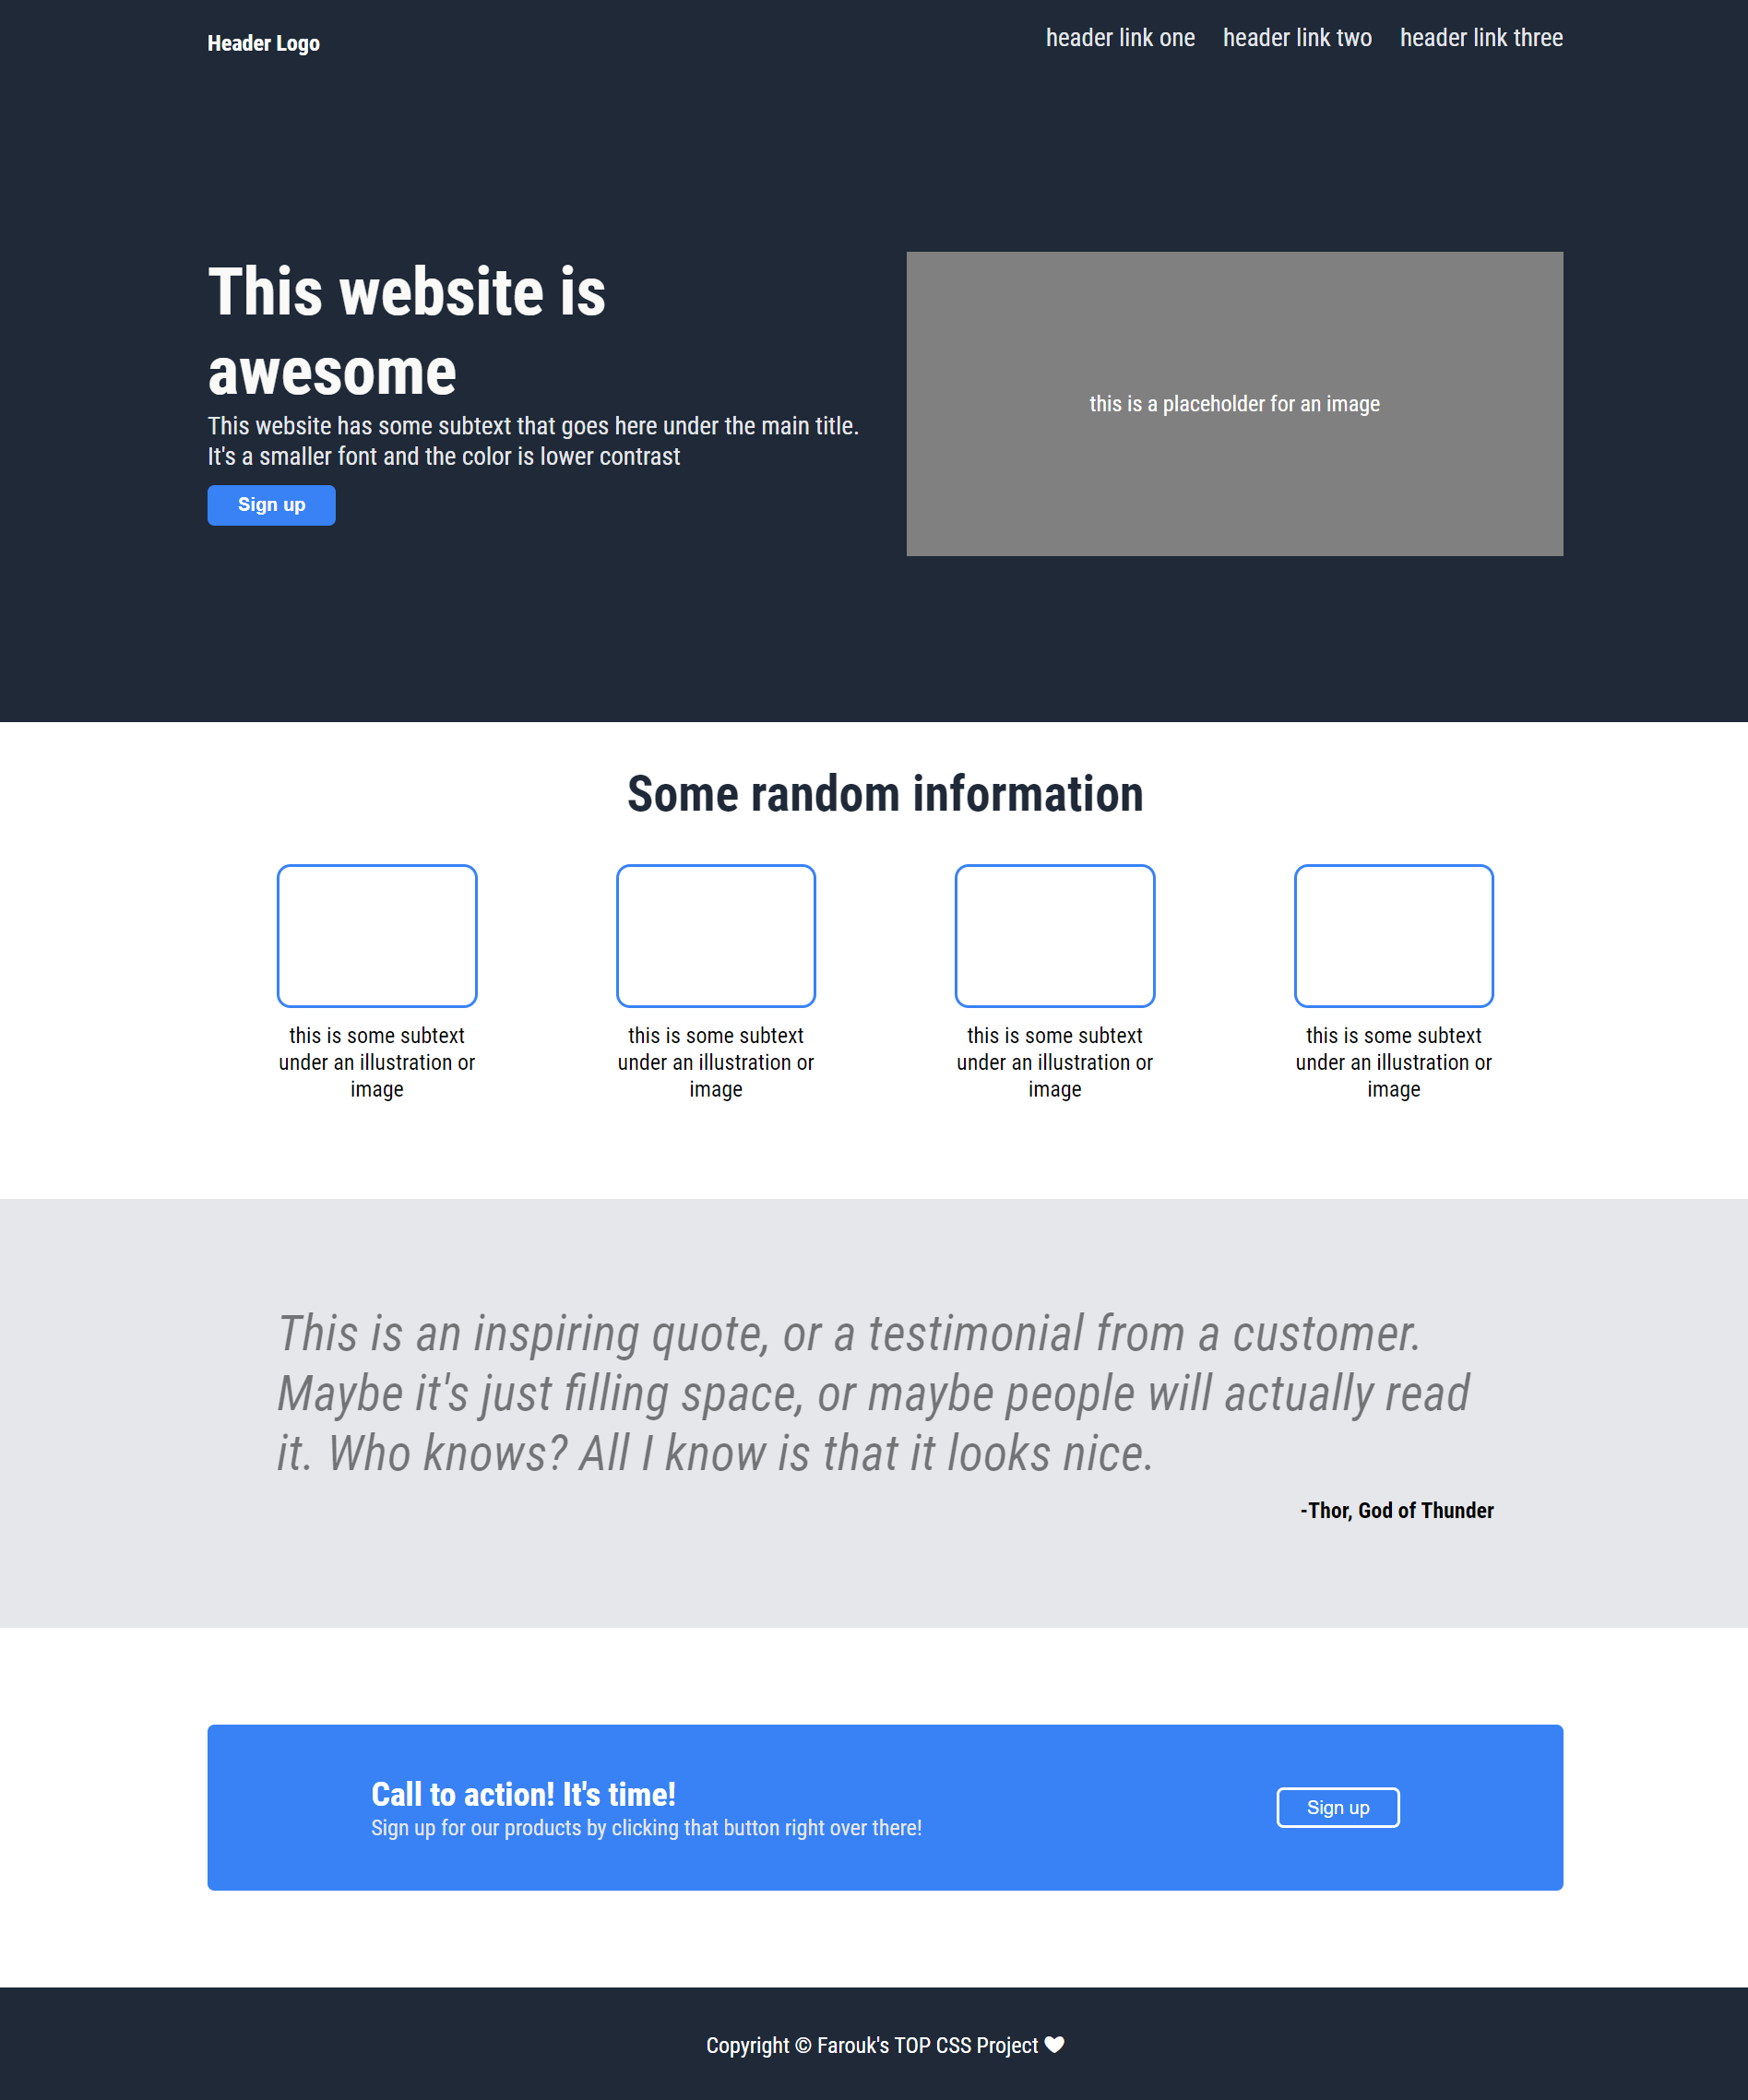 Header Logo
header link one
header link two
header link three
This website is
awesome
This website has some subtext that goes here under the main title.
It's a smaller font and the color is lower contrast
Sign up
this is a placeholder for an image
Some random information
this is some subtext
under an illustration or
image
this is some subtext
under an illustration or
image
this is some subtext
under an illustration or
image
this is some subtext
under an illustration or
image
This is an inspiring quote, or a testimonial from a customer.
Maybe it's just filling space, or maybe people will actually read
it. Who knows? All I know is that it looks nice.
-Thor, God of Thunder
Call to action! It's time!
Sign up for our products by clicking that button right over there!
Sign up
Copyright © Farouk's TOP CSS Project ♥